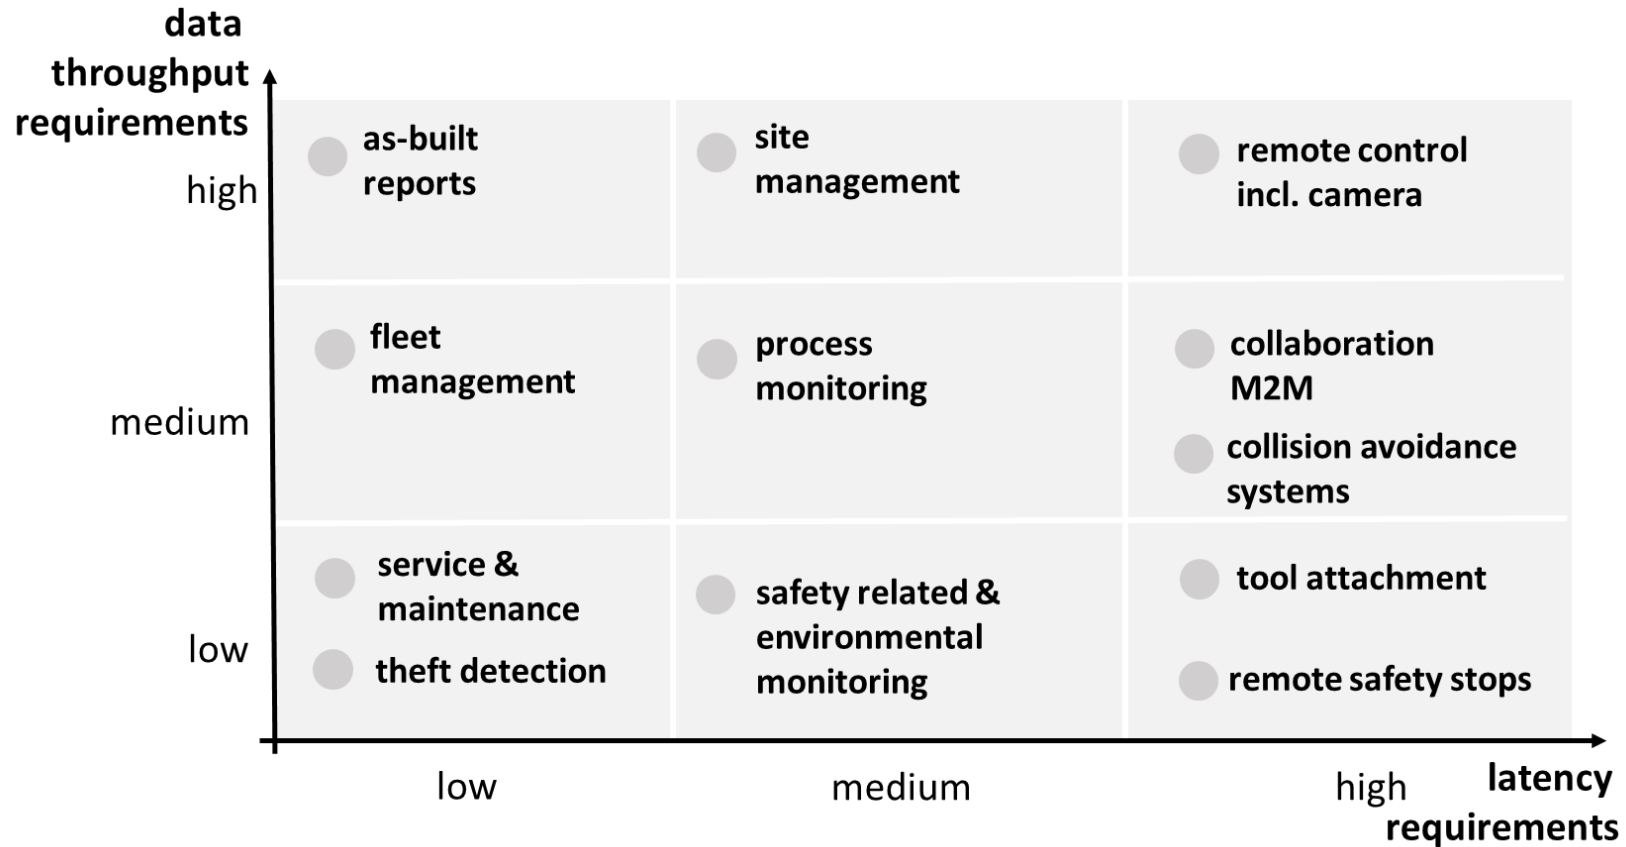 data
throughput
requirements
high
as-built
reports
site
management
remote control
incl. camera
medium
fleet
management
process
monitoring
collaboration
M2M
collision avoidance
systems
low
service &
maintenance
theft detection
safety related &
environmental
monitoring
tool attachment
remote safety stops
low
medium
high
latency
requirements